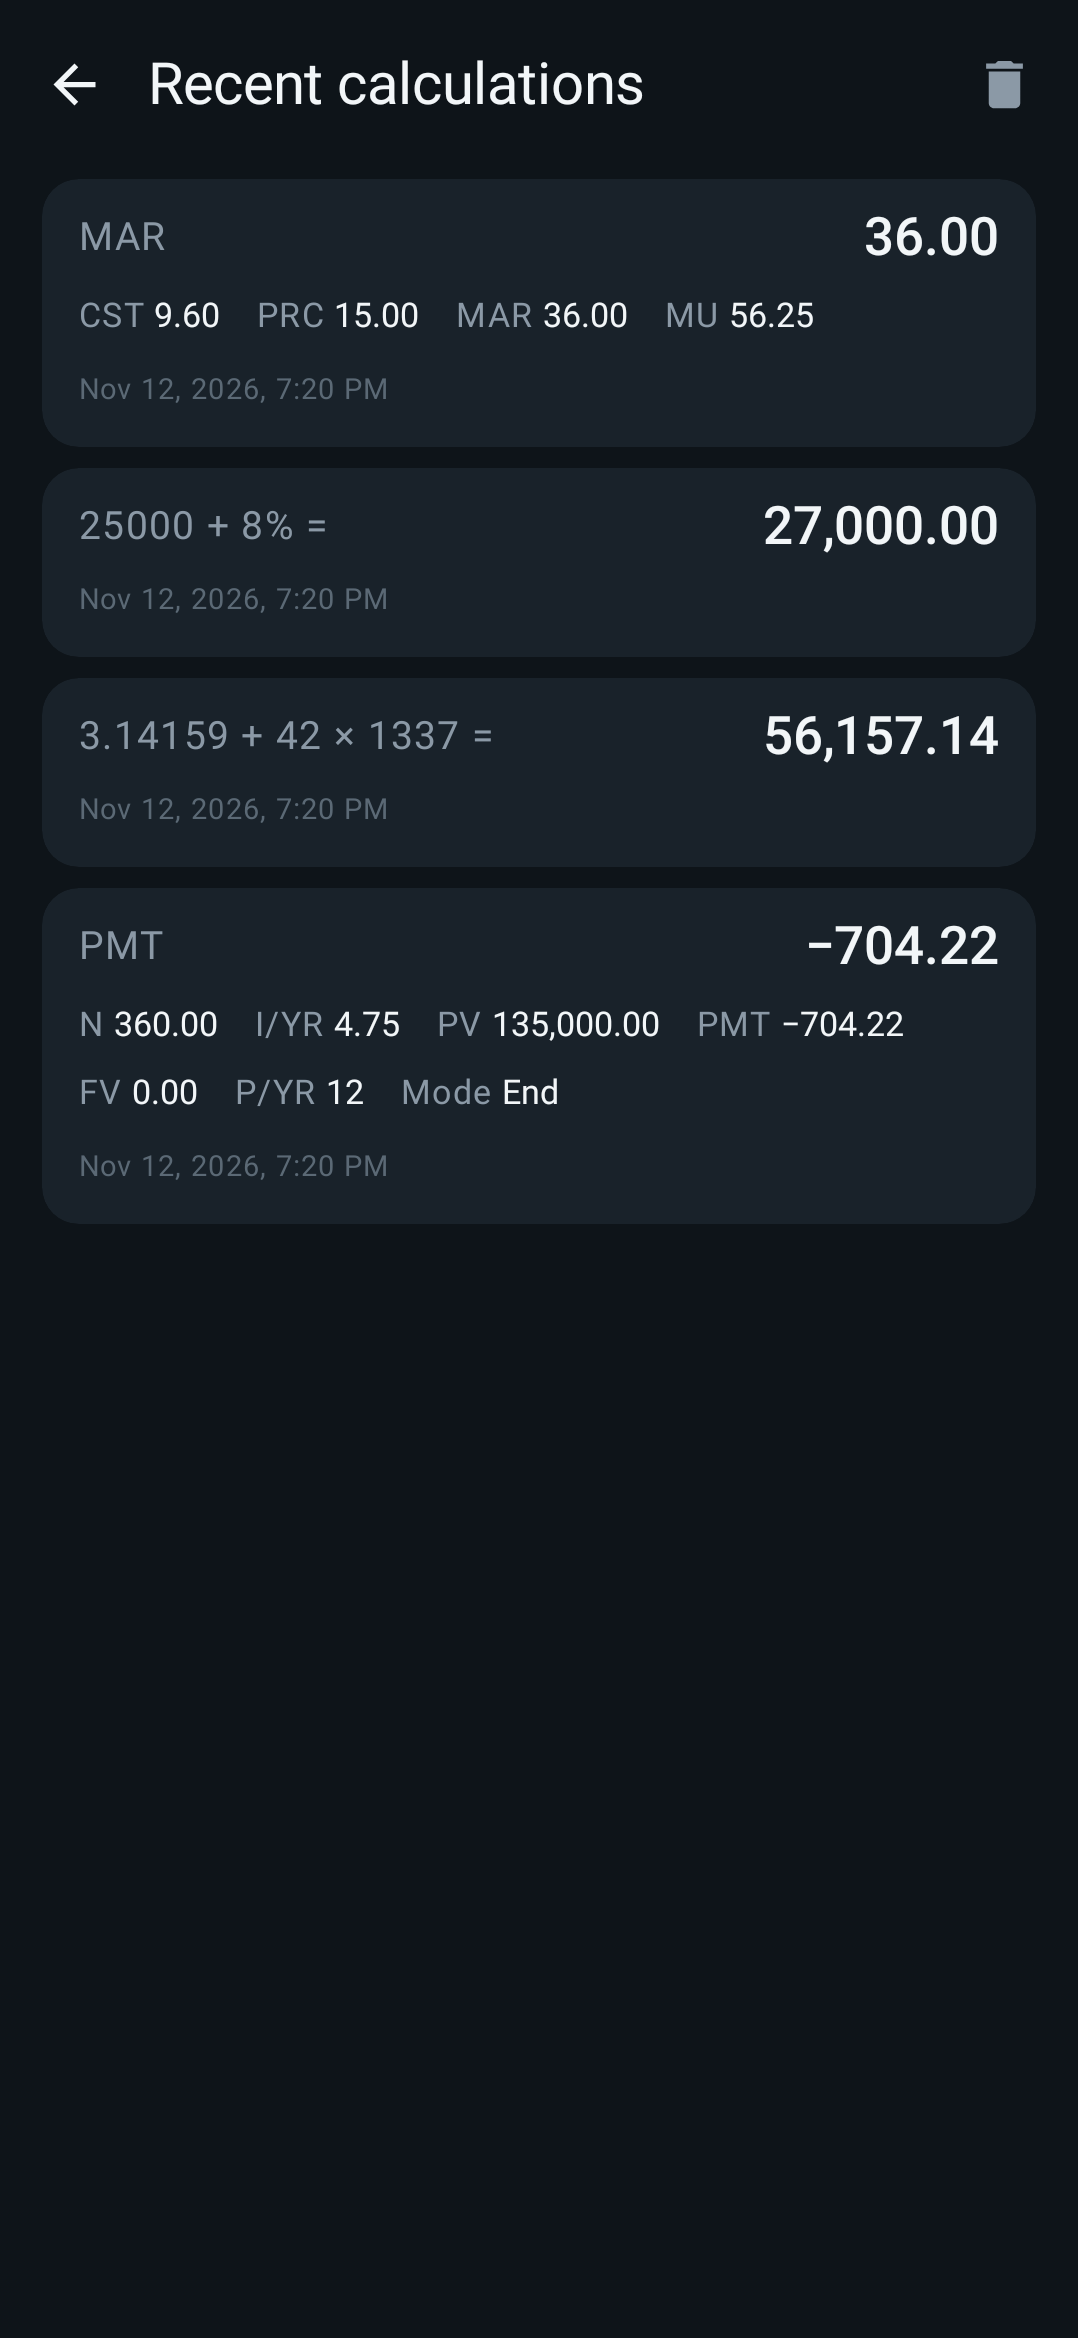 Recent calculations
MAR 36.00
CST 9.60 PRC 15.00 MAR 36.00 MU 56.25
Nov 12, 2026, 7:20 PM
25000 + 8% = 27,000.00
Nov 12, 2026, 7:20 PM
3.14159 + 42 × 1337 = 56,157.14
Nov 12, 2026, 7:20 PM
PMT −704.22
N 360.00 I/YR 4.75 PV 135,000.00 PMT −704.22
FV 0.00 P/YR 12 Mode End
Nov 12, 2026, 7:20 PM